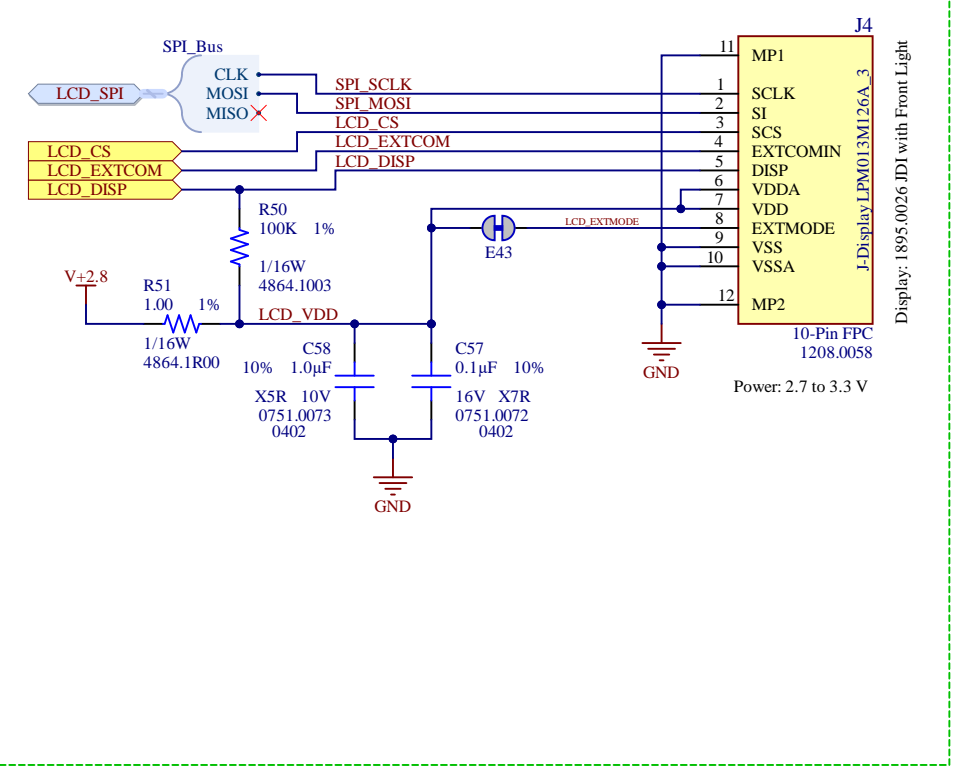 J4
SPI_Bus
CLK
MOSI
MISO
LCD_SPI
SPI_SCLK
SPI_MOSI
LCD_CS
LCD_EXTCOM
LCD_DISP
LCD_CS
LCD_EXTCOM
LCD_DISP
11 MP1
1 SCLK
2 SI
3 SCS
4 EXTCOMIN
5 DISP
6 VDDA
7 VDD
8 EXTMODE
9 VSS
10 VSSA
12 MP2
J-Display LPM013M126A_3
Display: 1895.0026 JDI with Front Light
10-Pin FPC
1208.0058
Power: 2.7 to 3.3 V
GND
LCD_EXTMODE
E43
R50
100K 1%
1/16W
4864.1003
V+2.8
R51
1.00 1%
1/16W
4864.1R00
LCD_VDD
C58
10% 1.0µF
X5R 10V
0751.0073
0402
C57
0.1µF 10%
16V X7R
0751.0072
0402
GND